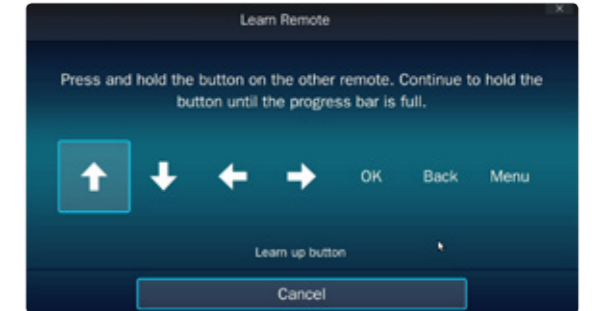 Learn Remote
Press and hold the button on the other remote. Continue to hold the
button until the progress bar is full.
OK Back Menu
Learn up button
Cancel